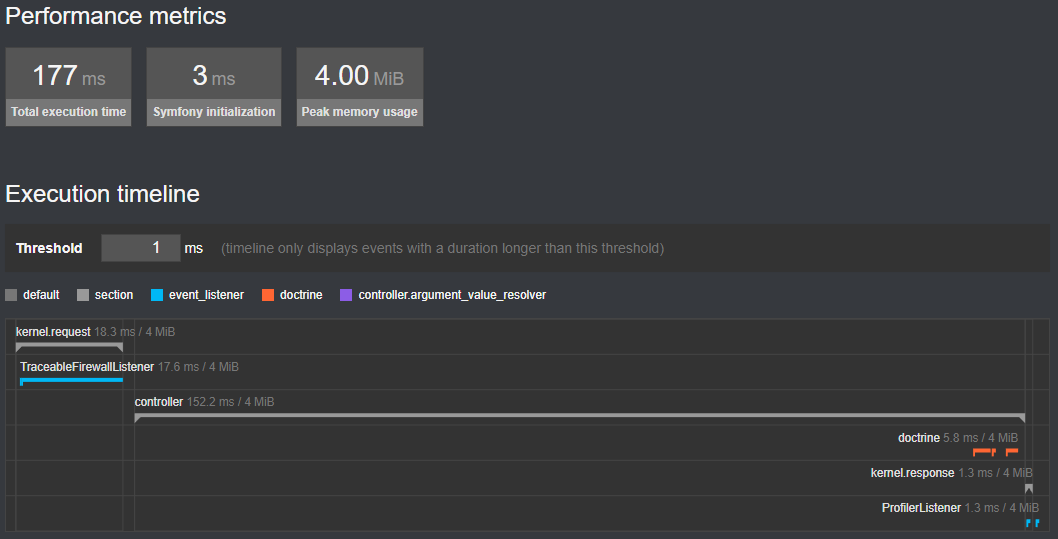 Performance metrics
177 ms
3 ms
4.00 MiB
Total execution time
Symfony initialization
Peak memory usage
Execution timeline
Threshold 1 ms (timeline only displays events with a duration longer than this threshold)
default section event_listener doctrine controller.argument_value_resolver
kernel.request 18.3 ms / 4 MiB
TraceableFirewallListener 17.6 ms / 4 MiB
controller 152.2 ms / 4 MiB
doctrine 5.8 ms / 4 MiB
kernel.response 1.3 ms / 4 MiB
ProfilerListener 1.3 ms / 4 MiB